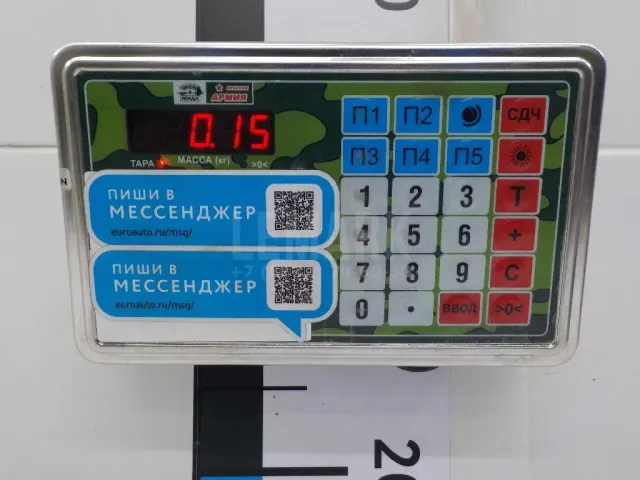 АРМИЯ
0.15
ТАРА МАССА (кг) >0<
ПИШИ В
МЕССЕНДЖЕР
euroauto.ru/msg/
ПИШИ В
МЕССЕНДЖЕР
euroauto.ru/msg/
П1 П2 СДЧ
П3 П4 П5
1 2 3 Т
4 5 6 +
7 8 9 С
0 . ВВОД >0<